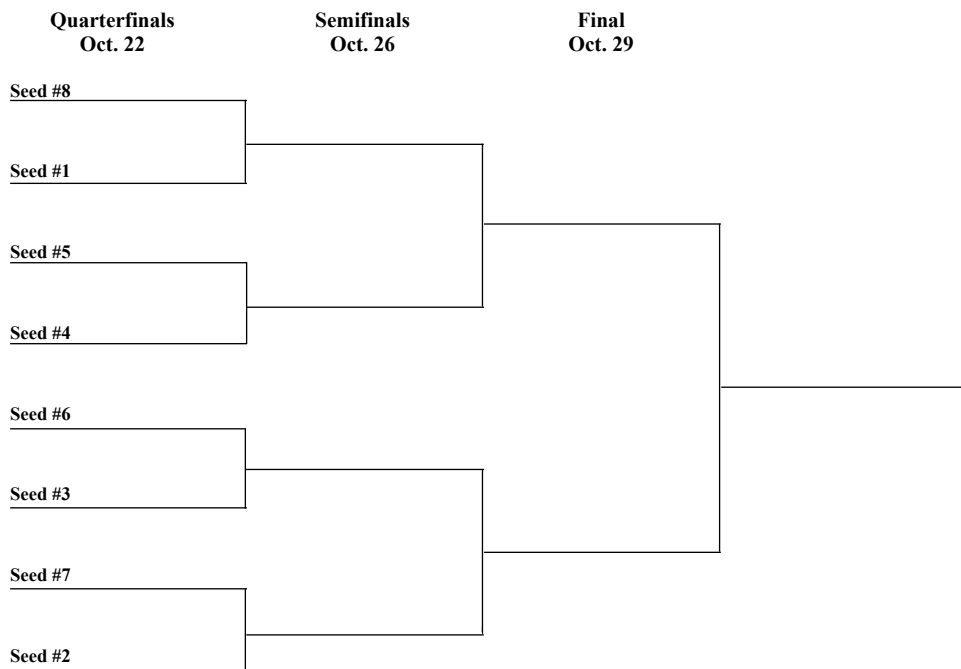 Quarterfinals
Oct. 22
Semifinals
Oct. 26
Final
Oct. 29
Seed #8
Seed #1
Seed #5
Seed #4
Seed #6
Seed #3
Seed #7
Seed #2